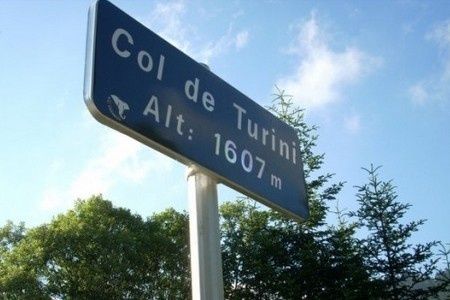 Col de Turini
Alt: 1607 m